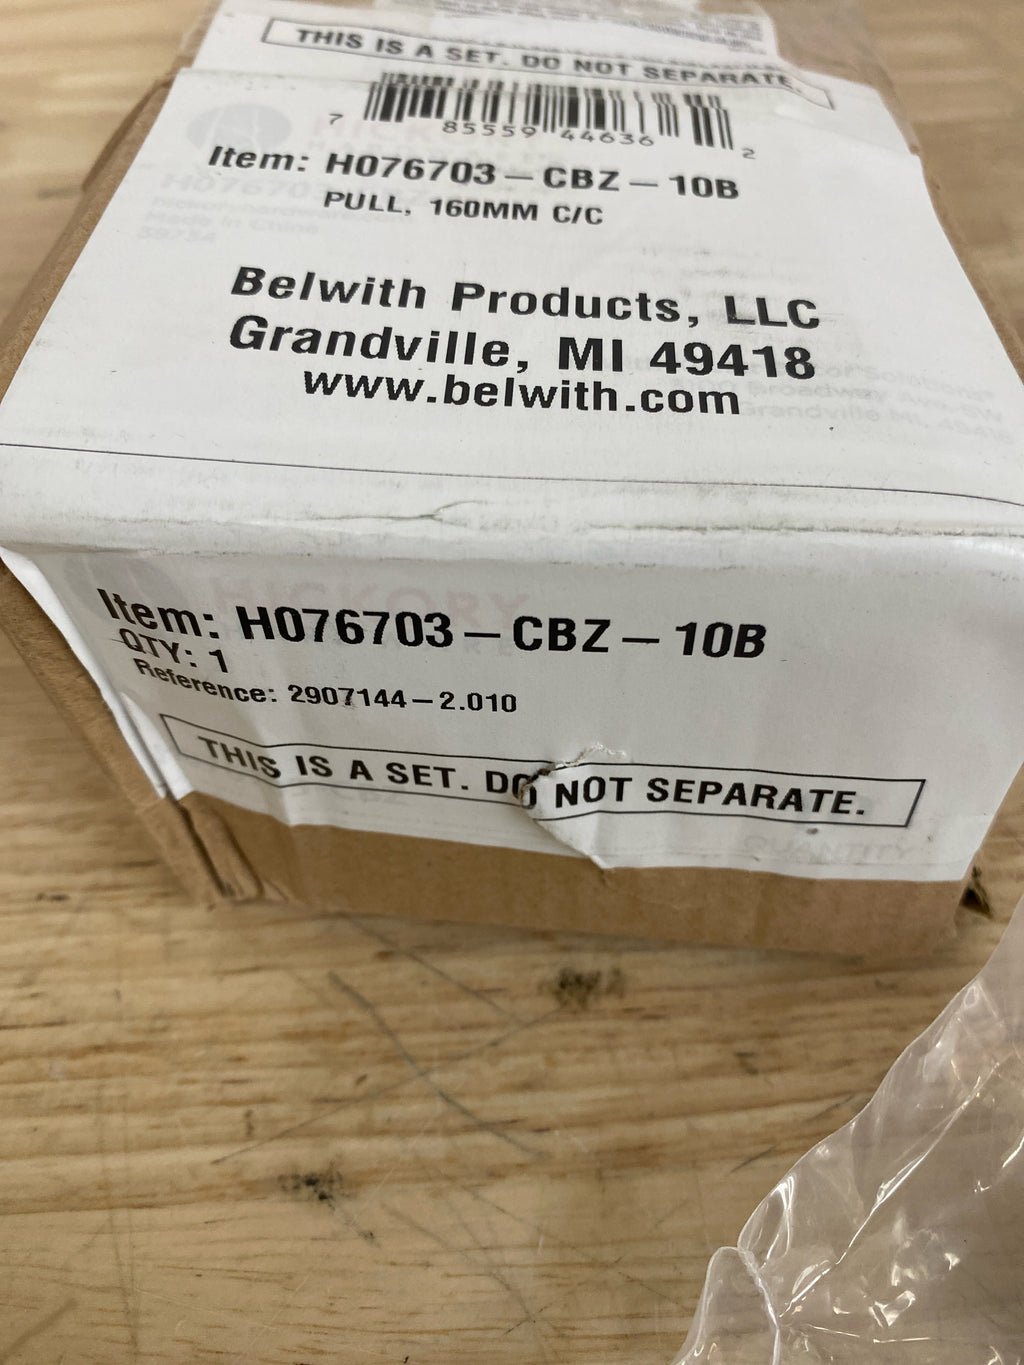 THIS IS A SET. DO NOT SEPARATE.
7 85559 44636 2
Item: H076703-CBZ-10B
PULL, 160MM C/C
Belwith Products, LLC
Grandville, MI 49418
www.belwith.com
Item: H076703-CBZ-10B
QTY: 1
Reference: 2907144-2.010
THIS IS A SET. DO NOT SEPARATE.
QUANTITY